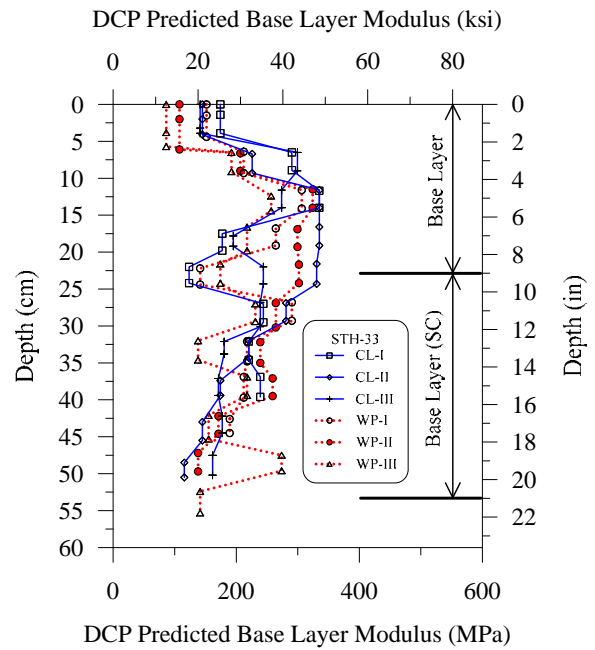 DCP Predicted Base Layer Modulus (ksi)
0 20 40 60 80
0
5
10
15
20
25
30
35
40
45
50
55
60
Depth (cm)
0
2
4
6
8
10
12
14
16
18
20
22
Depth (in)
Base Layer
Base Layer (SC)
STH-33
CL-I
CL-II
CL-III
WP-I
WP-II
WP-III
0 200 400 600
DCP Predicted Base Layer Modulus (MPa)